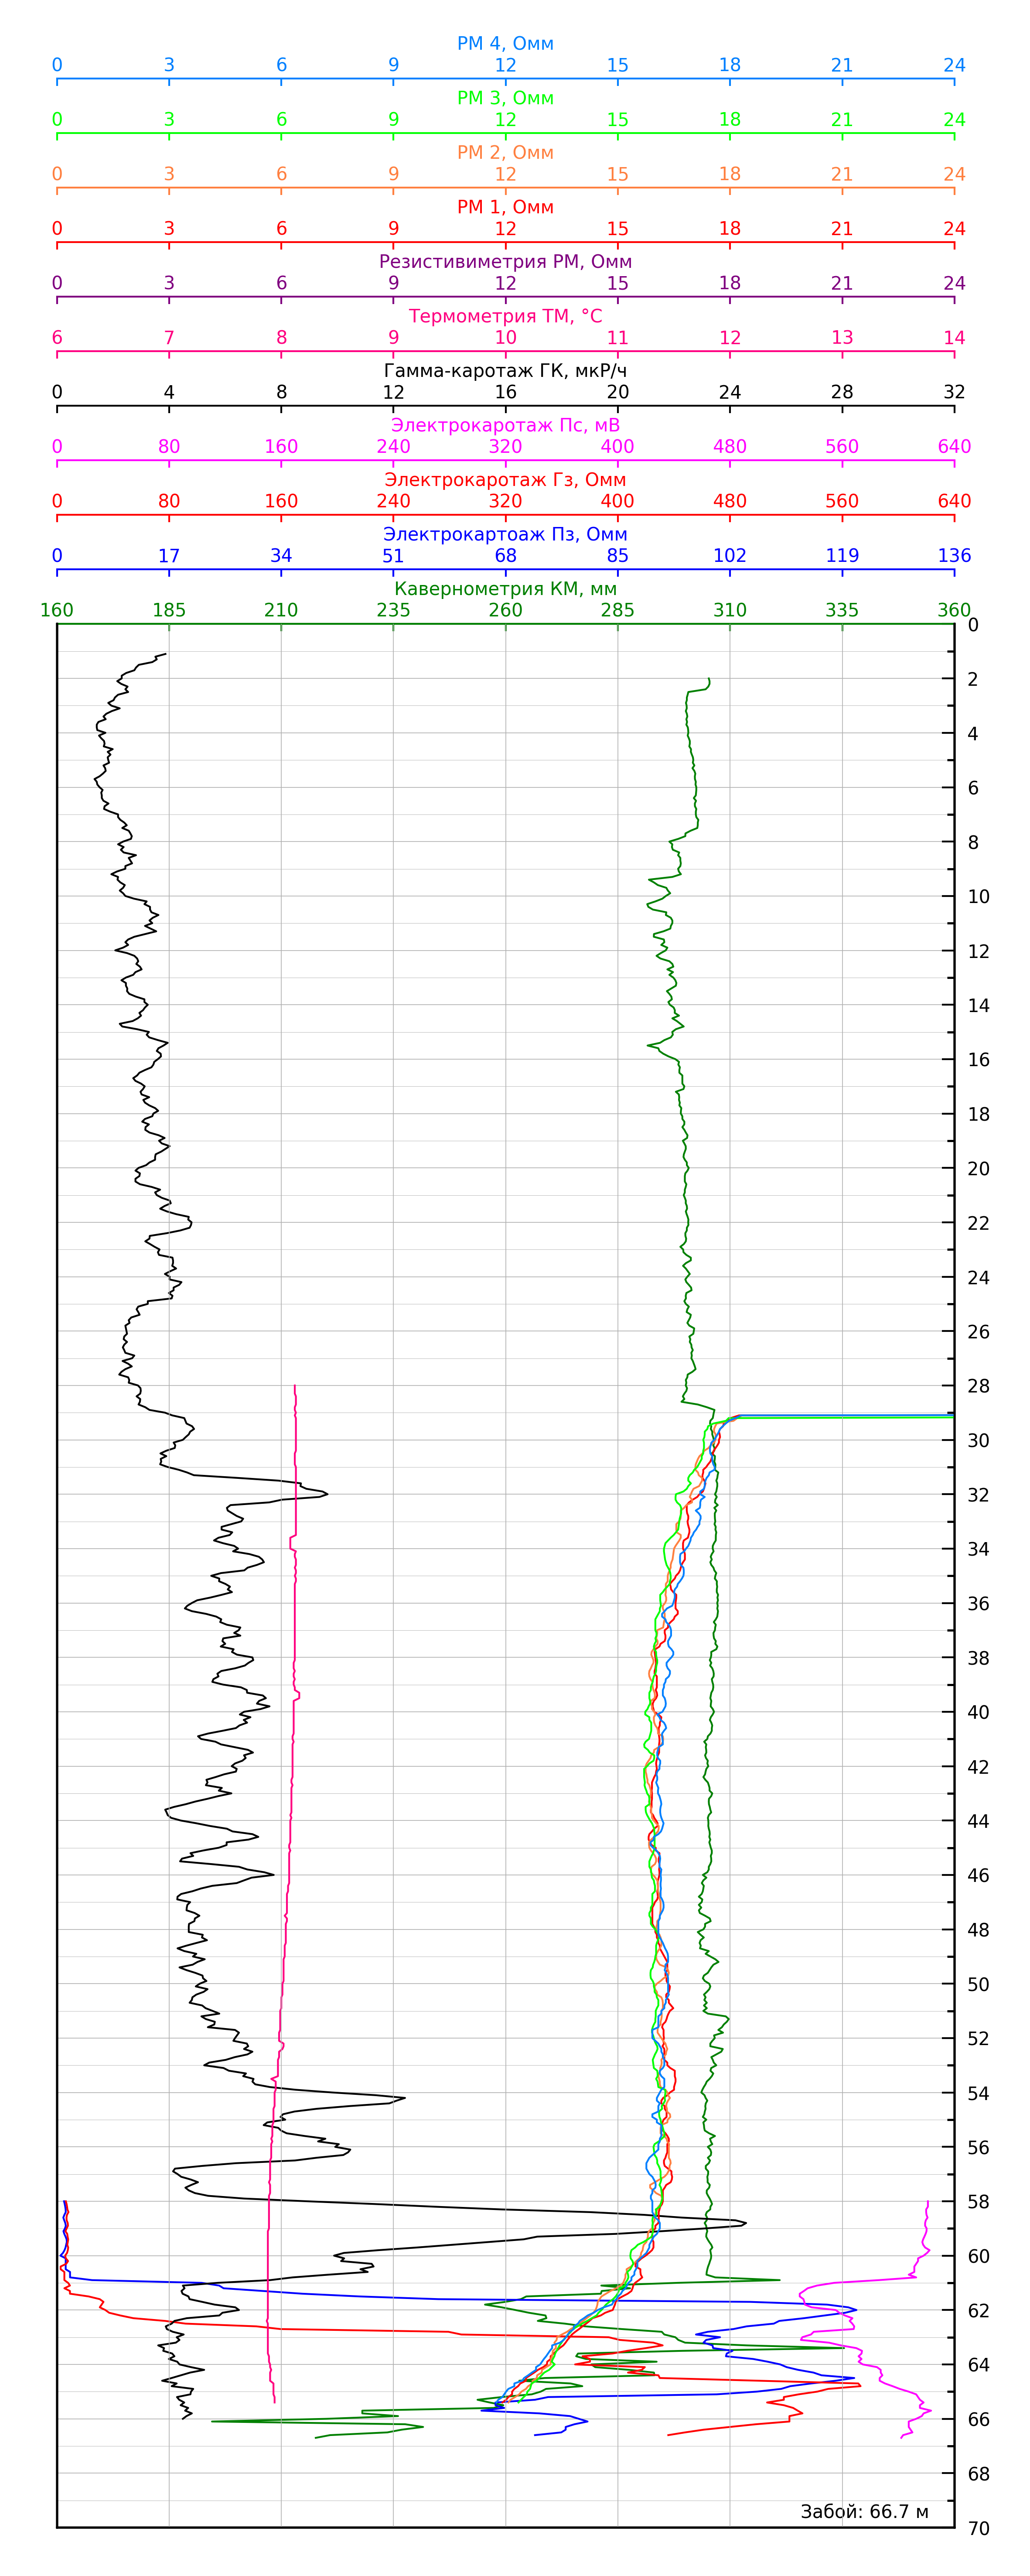 РМ 4, Омм
0 3 6 9 12 15 18 21 24
РМ 3, Омм
0 3 6 9 12 15 18 21 24
РМ 2, Омм
0 3 6 9 12 15 18 21 24
РМ 1, Омм
0 3 6 9 12 15 18 21 24
Резистивиметрия РМ, Омм
0 3 6 9 12 15 18 21 24
Термометрия ТМ, °С
6 7 8 9 10 11 12 13 14
Гамма-каротаж ГК, мкР/ч
0 4 8 12 16 20 24 28 32
Электрокаротаж Пс, мВ
0 80 160 240 320 400 480 560 640
Электрокаротаж Гз, Омм
0 80 160 240 320 400 480 560 640
Электрокартоаж Пз, Омм
0 17 34 51 68 85 102 119 136
Кавернометрия КМ, мм
160 185 210 235 260 285 310 335 360
0
2
4
6
8
10
12
14
16
18
20
22
24
26
28
30
32
34
36
38
40
42
44
46
48
50
52
54
56
58
60
62
64
66
68
Забой: 66.7 м
70